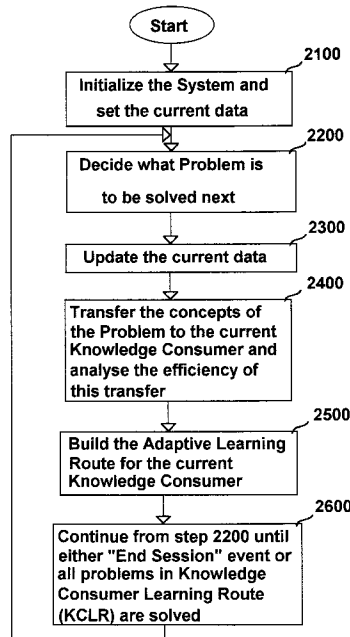 Start
2100
Initialize the System and
set the current data
2200
Decide what Problem is
to be solved next
2300
Update the current data
2400
Transfer the concepts of
the Problem to the current
Knowledge Consumer and
analyse the efficiency of
this transfer
2500
Build the Adaptive Learning
Route for the current
Knowledge Consumer
2600
Continue from step 2200 until
either "End Session" event or
all problems in Knowledge
Consumer Learning Route
(KCLR) are solved